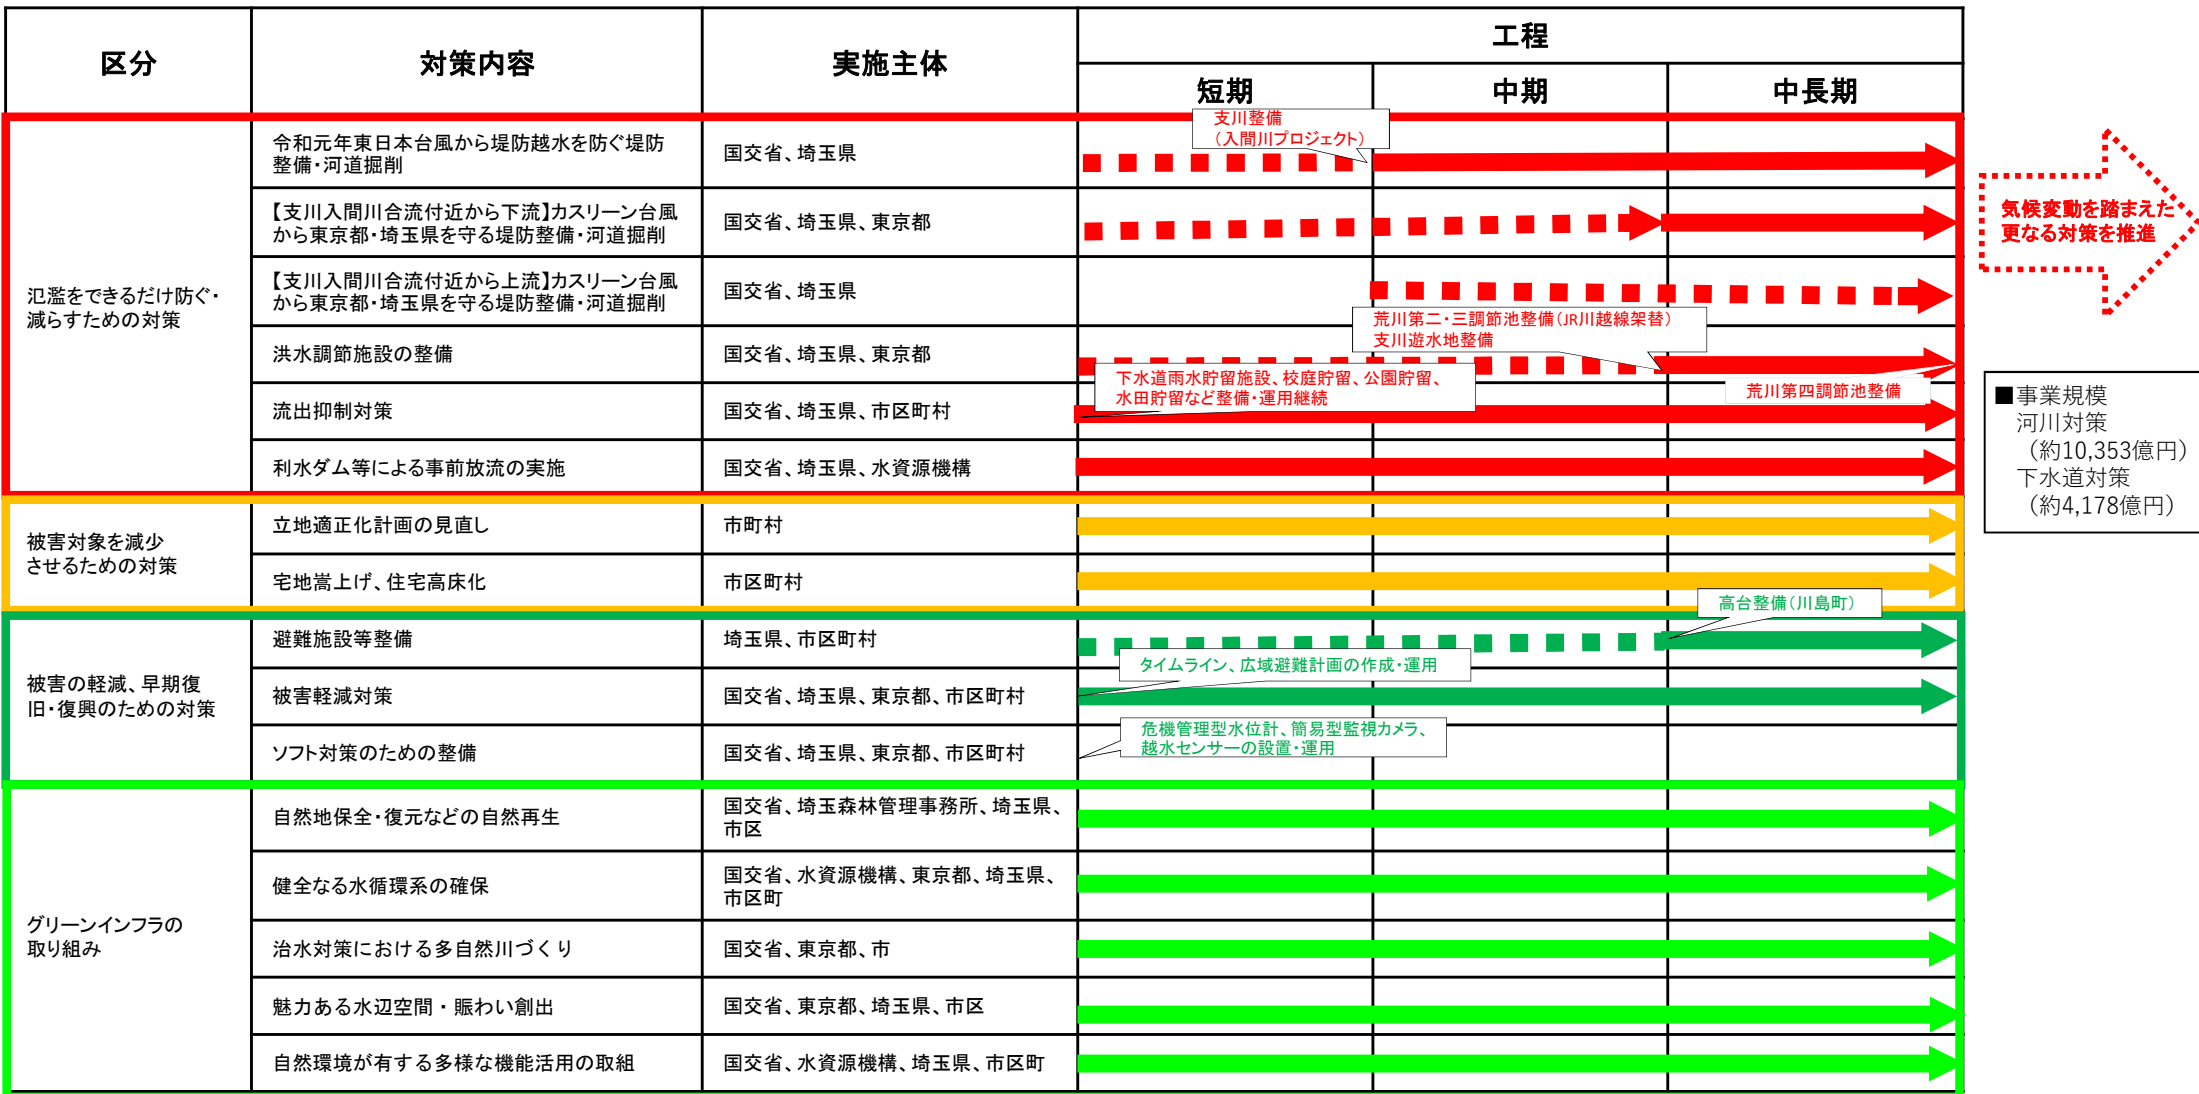 区分
対策内容
実施主体
工程
短期
中期
中長期
氾濫をできるだけ防ぐ・
減らすための対策
令和元年東日本台風から堤防越水を防ぐ堤防
整備・河道掘削
国交省、埼玉県
支川整備
（入間川プロジェクト）
【支川入間川合流付近から下流】カスリーン台風
から東京都・埼玉県を守る堤防整備・河道掘削
国交省、埼玉県、東京都
【支川入間川合流付近から上流】カスリーン台風
から東京都・埼玉県を守る堤防整備・河道掘削
国交省、埼玉県
洪水調節施設の整備
国交省、埼玉県、東京都
荒川第二・三調節池整備（JR川越線架替）
支川遊水地整備
荒川第四調節池整備
流出抑制対策
国交省、埼玉県、市区町村
下水道雨水貯留施設、校庭貯留、公園貯留、
水田貯留など整備・運用継続
利水ダム等による事前放流の実施
国交省、埼玉県、水資源機構
被害対象を減少
させるための対策
立地適正化計画の見直し
市町村
宅地嵩上げ、住宅高床化
市区町村
被害の軽減、早期復
旧・復興のための対策
避難施設等整備
埼玉県、市区町村
高台整備（川島町）
被害軽減対策
国交省、埼玉県、東京都、市区町村
タイムライン、広域避難計画の作成・運用
ソフト対策のための整備
国交省、埼玉県、東京都、市区町村
危機管理型水位計、簡易型監視カメラ、
越水センサーの設置・運用
グリーンインフラの
取り組み
自然地保全・復元などの自然再生
国交省、埼玉森林管理事務所、埼玉県、
市区
健全なる水循環系の確保
国交省、水資源機構、東京都、埼玉県、
市区町
治水対策における多自然川づくり
国交省、東京都、市
魅力ある水辺空間・賑わい創出
国交省、東京都、埼玉県、市区
自然環境が有する多様な機能活用の取組
国交省、水資源機構、埼玉県、市区町
気候変動を踏まえた
更なる対策を推進
■事業規模
河川対策
（約10,353億円）
下水道対策
（約4,178億円）